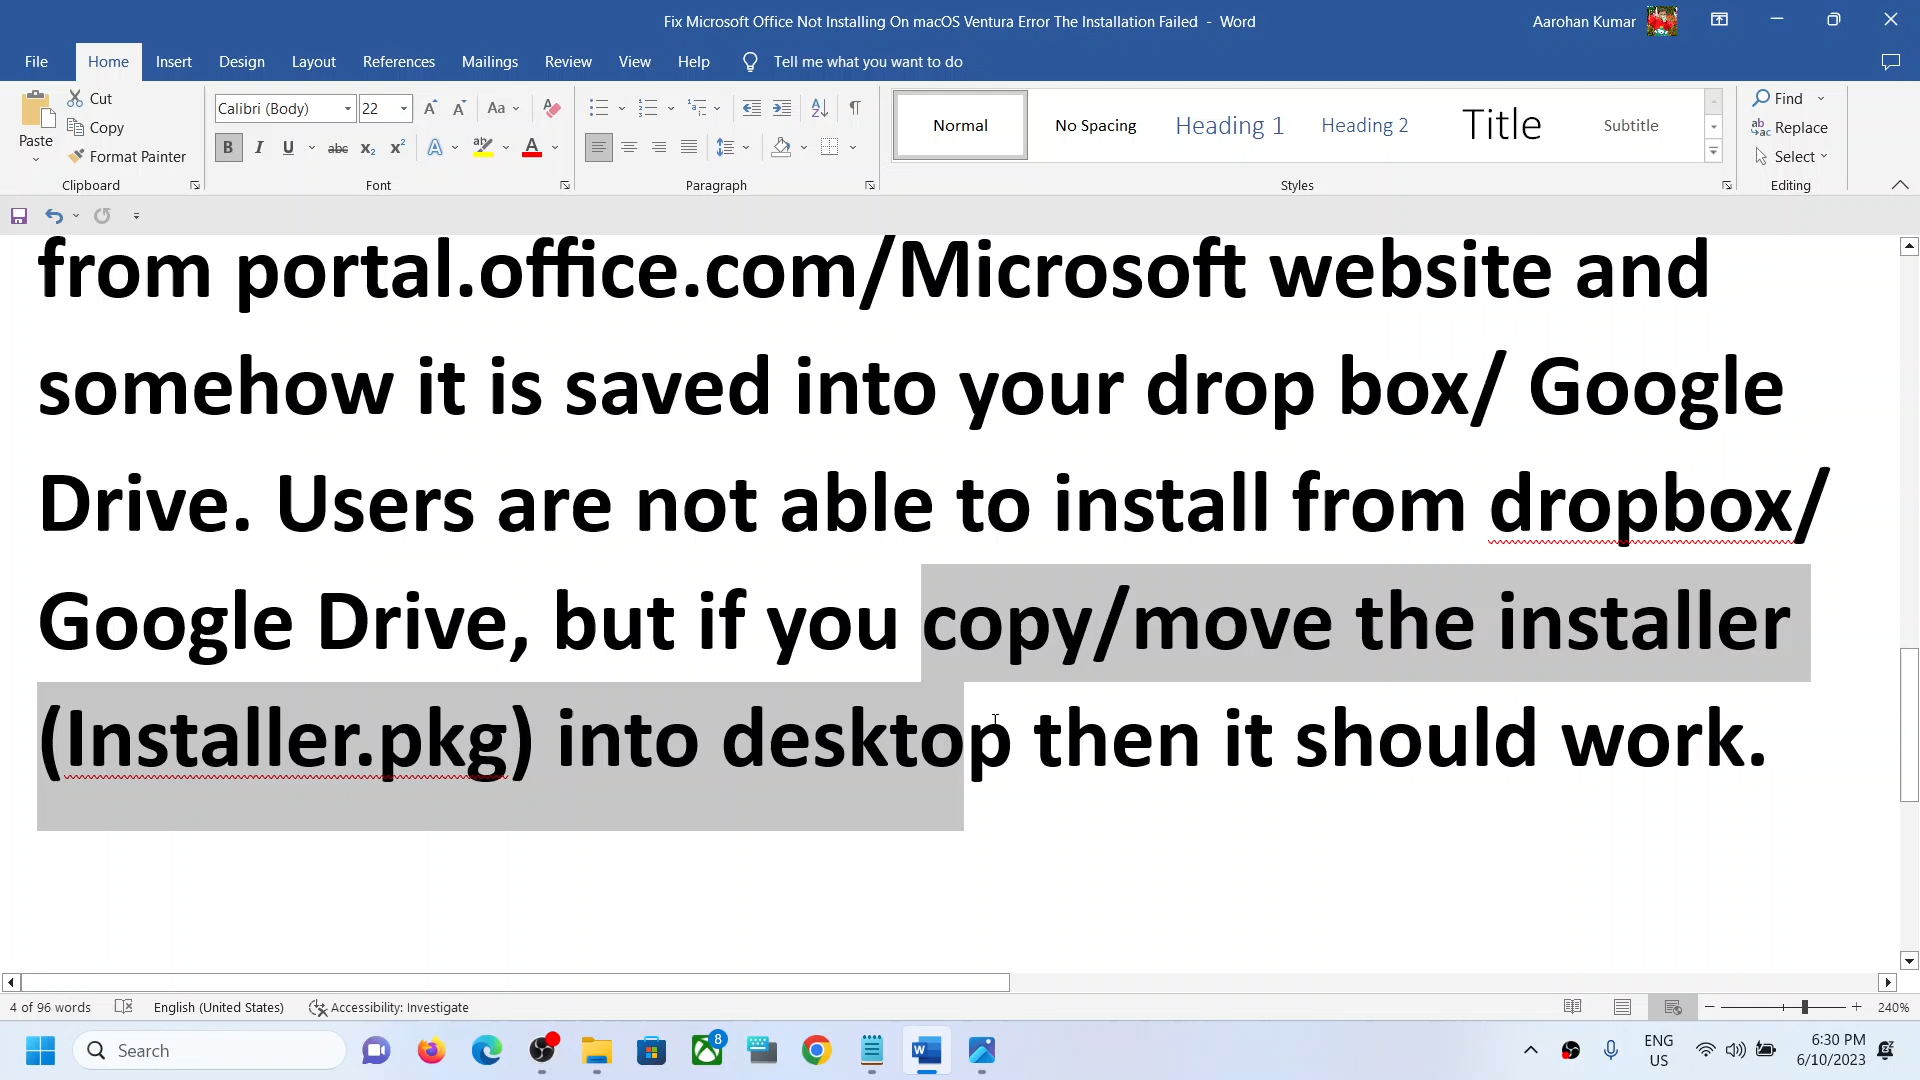 Fix Microsoft Office Not Installing On macOS Ventura Error The Installation Failed - Word
Aarohan Kumar
File Home Insert Design Layout References Mailings Review View Help Tell me what you want to do
Paste
Cut
Copy
Format Painter
Clipboard
Calibri (Body) 22
Font
Paragraph
Normal
No Spacing
Heading 1
Heading 2
Title
Subtitle
Styles
Find
Replace
Select
Editing
from portal.office.com/Microsoft website and
somehow it is saved into your drop box/ Google
Drive. Users are not able to install from dropbox/
Google Drive, but if you copy/move the installer
(Installer.pkg) into desktop then it should work.
4 of 96 words English (United States) Accessibility: Investigate 240%
Search
8
ENG
US
6:30 PM
6/10/2023